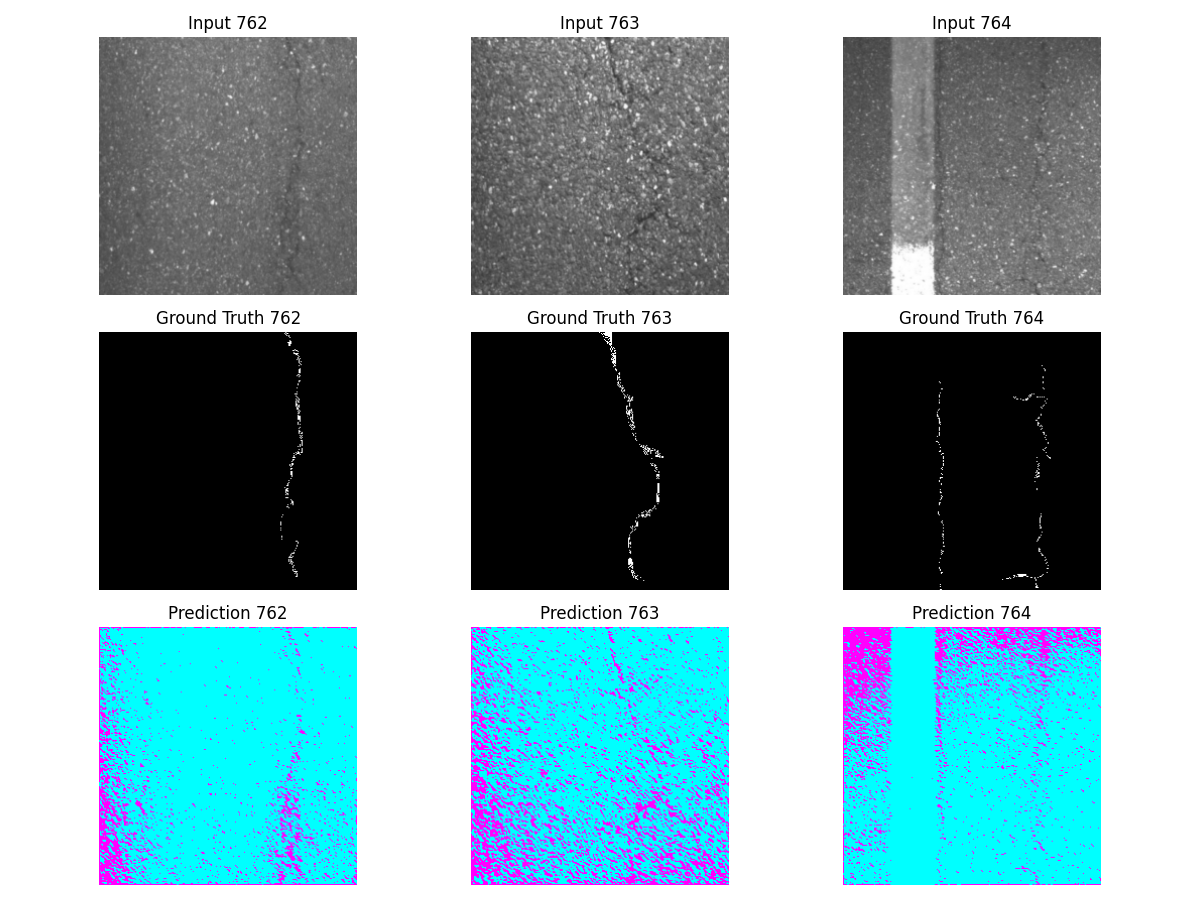 Input 762
Input 763
Input 764
Ground Truth 762
Ground Truth 763
Ground Truth 764
Prediction 762
Prediction 763
Prediction 764